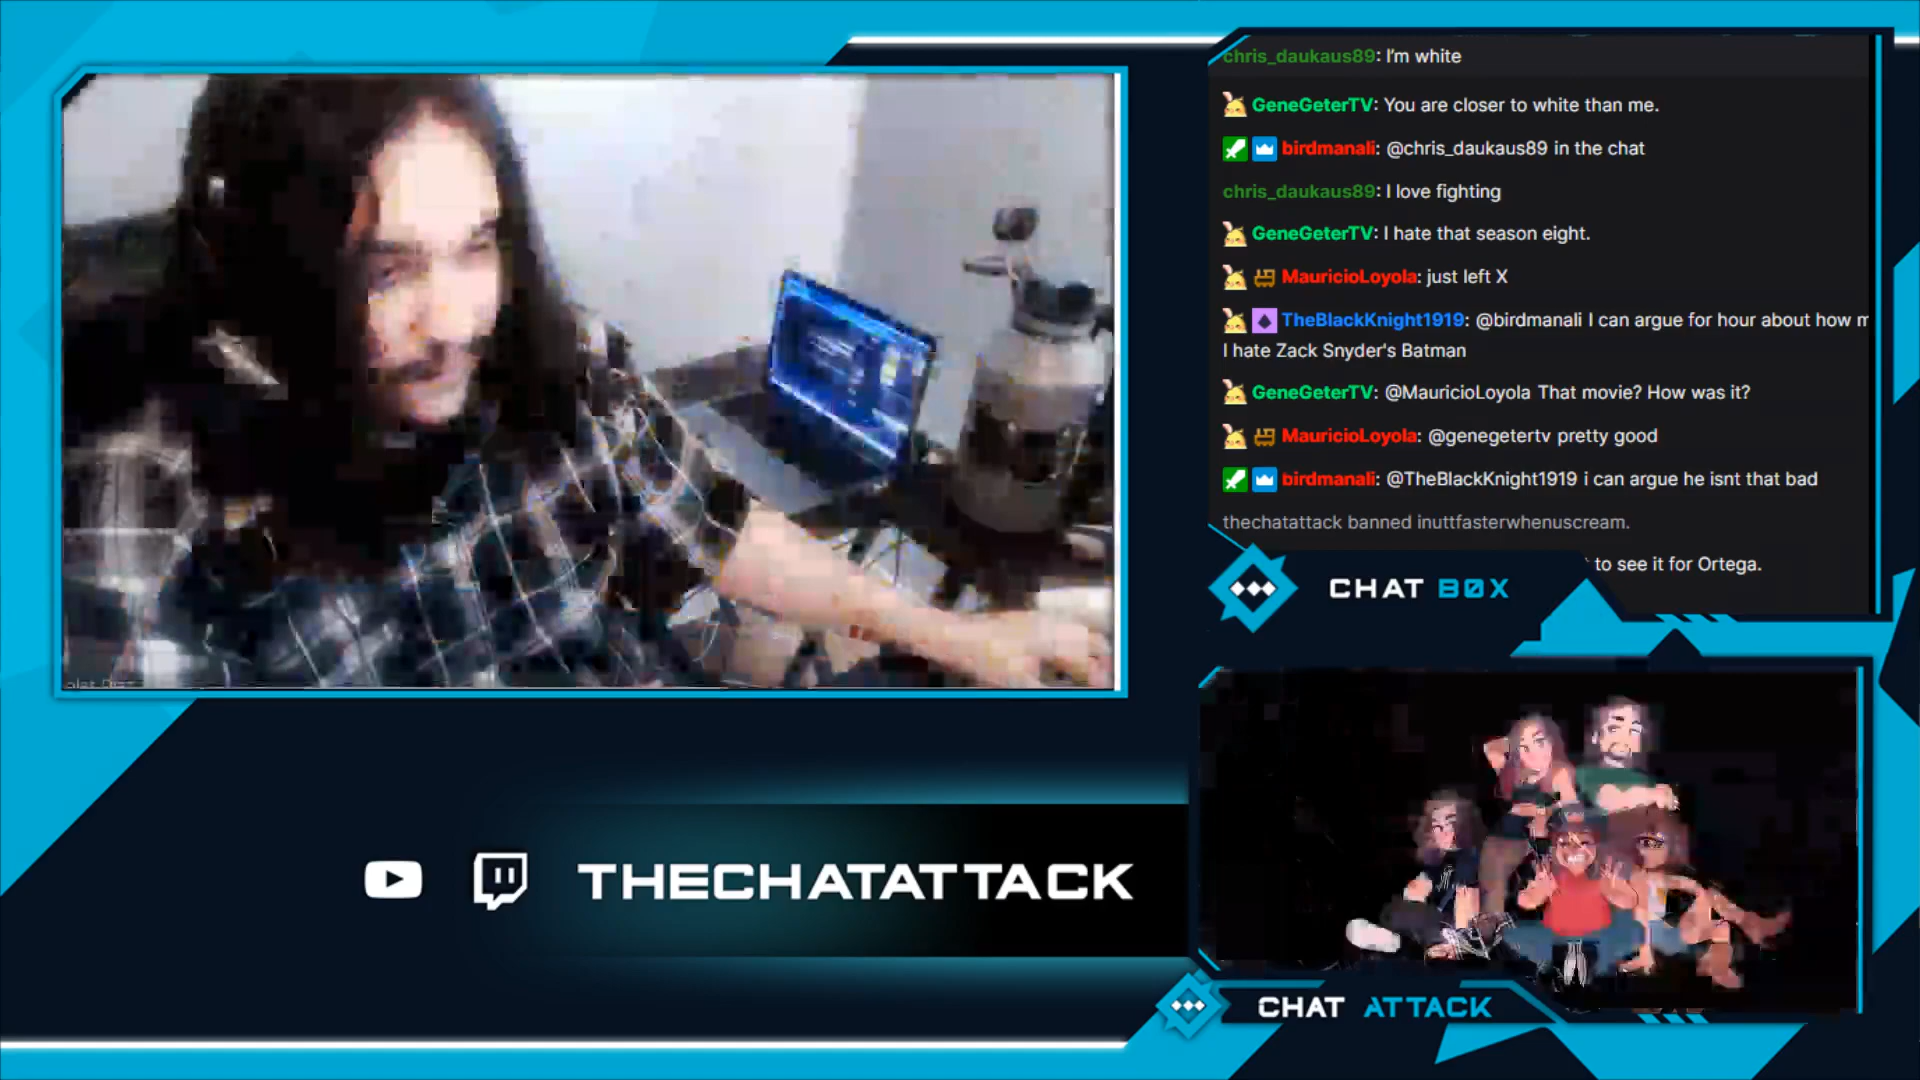 chris_daukaus89: I'm white
GeneGeterTV: You are closer to white than me.
birdmanali: @chris_daukaus89 in the chat
chris_daukaus89: I love fighting
GeneGeterTV: I hate that season eight.
MauricioLoyola: just left X
TheBlackKnight1919: @birdmanali I can argue for hour about how
I hate Zack Snyder's Batman
GeneGeterTV: @MauricioLoyola That movie? How was it?
MauricioLoyola: @genegetertv pretty good
birdmanali: @TheBlackKnight1919 i can argue he isnt that bad
thechatattack banned inuttfasterwhenuscream.
to see it for Ortega.
CHAT BOX
THECHATATTACK
CHAT ATTACK